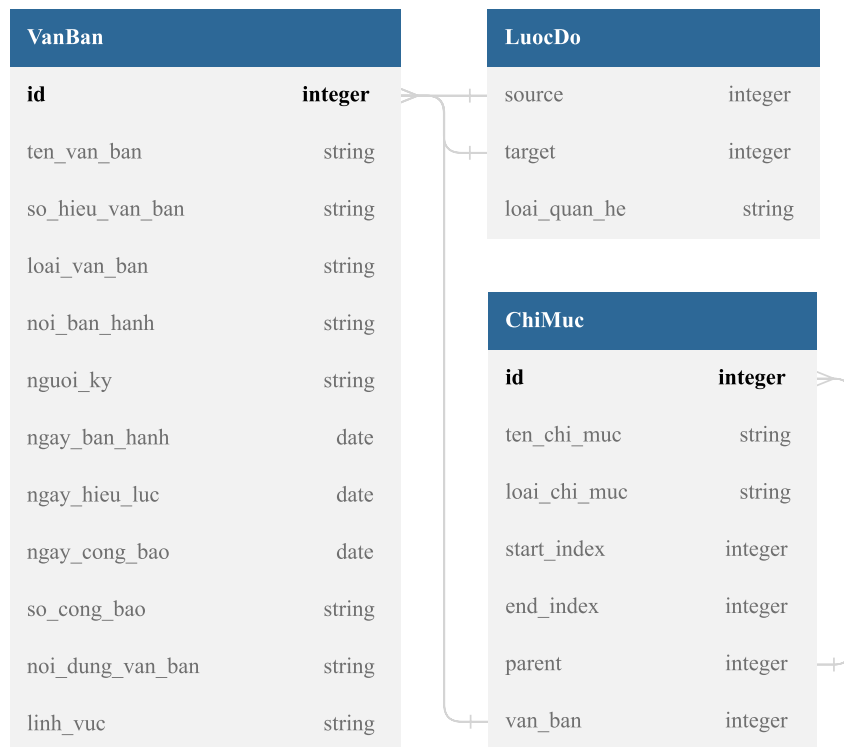 VanBan
id integer
ten_van_ban string
so_hieu_van_ban string
loai_van_ban string
noi_ban_hanh string
nguoi_ky string
ngay_ban_hanh date
ngay_hieu_luc date
ngay_cong_bao date
so_cong_bao string
noi_dung_van_ban string
linh_vuc string
LuocDo
source integer
target integer
loai_quan_he string
ChiMuc
id integer
ten_chi_muc string
loai_chi_muc string
start_index integer
end_index integer
parent integer
van_ban integer